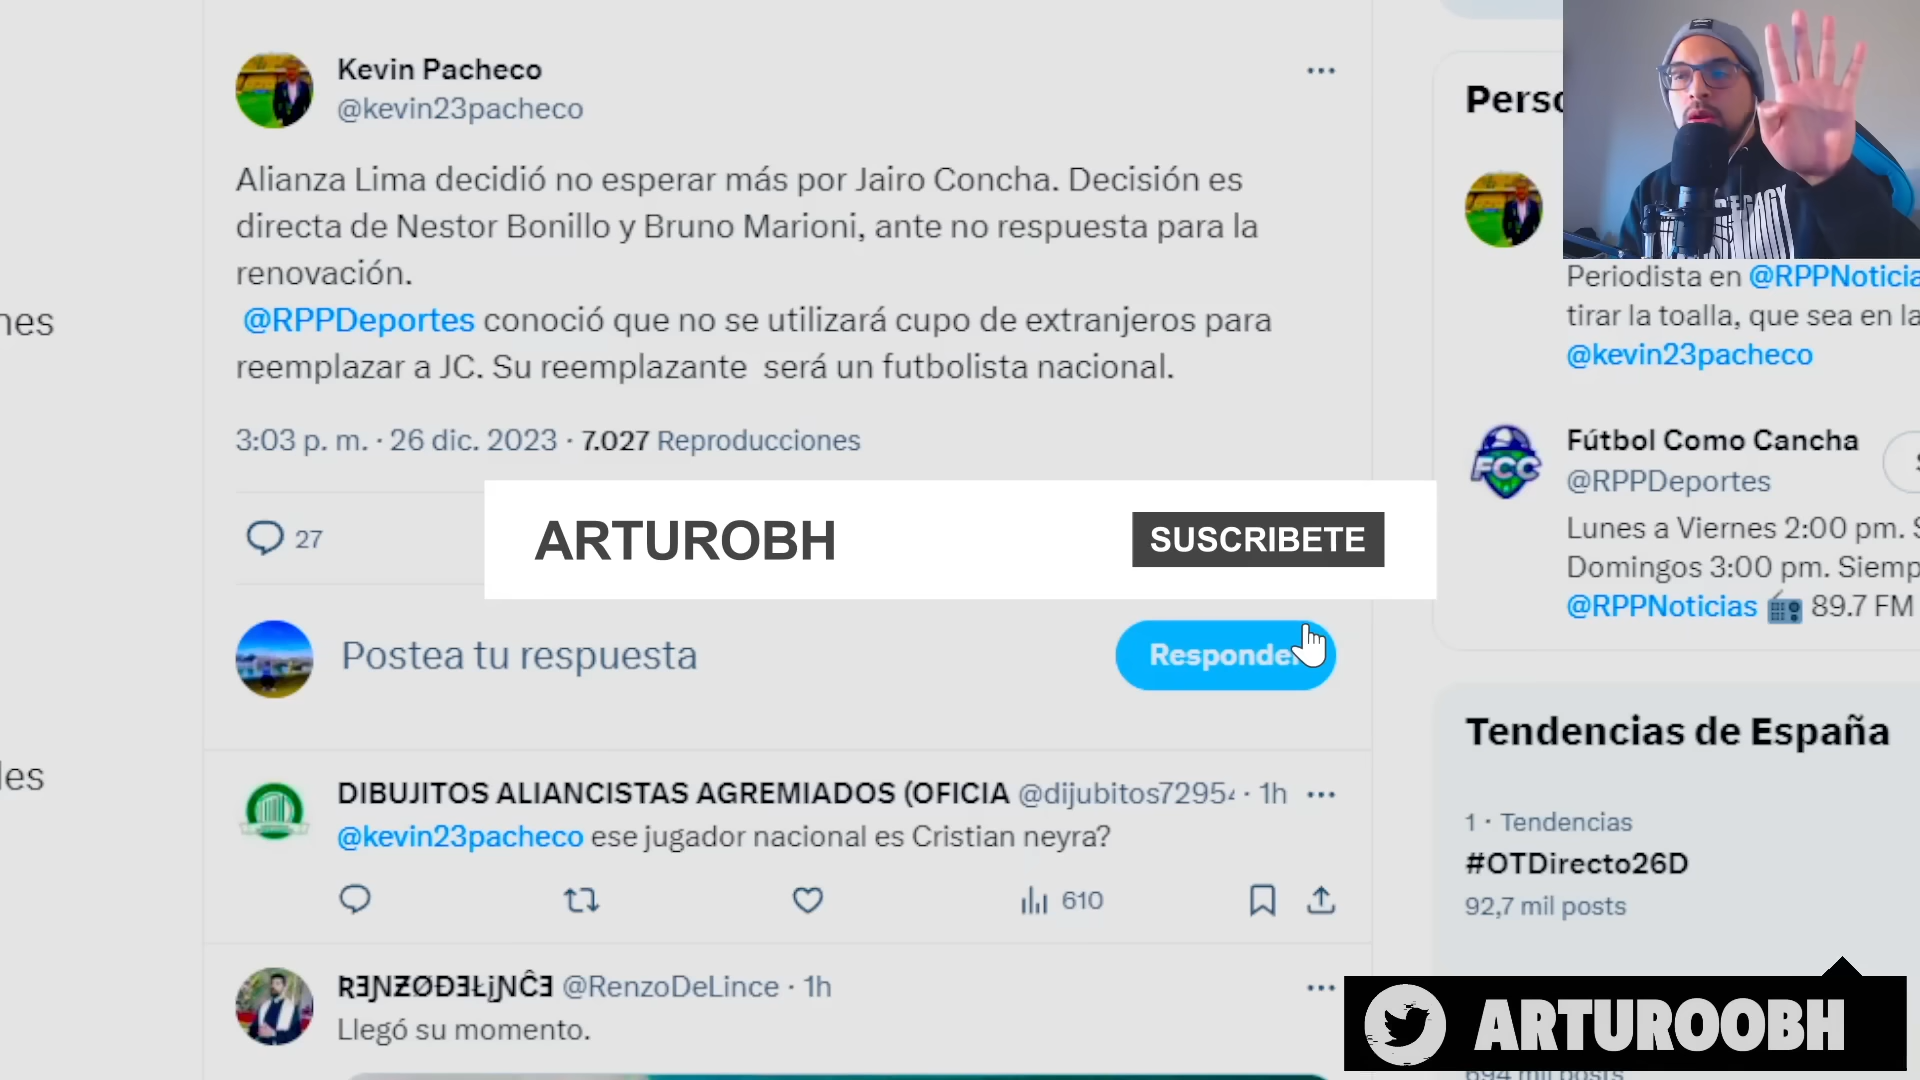 Kevin Pacheco
@kevin23pacheco
Alianza Lima decidió no esperar más por Jairo Concha. Decisión es
directa de Nestor Bonillo y Bruno Marioni, ante no respuesta para la
renovación.
@RPPDeportes conoció que no se utilizará cupo de extranjeros para
reemplazar a JC. Su reemplazante será un futbolista nacional.
3:03 p. m. · 26 dic. 2023 · 7.027 Reproducciones
27
ARTUROBH
SUSCRIBETE
Postea tu respuesta
Responder
DIBUJITOS ALIANCISTAS AGREMIADOS (OFICIA @dijubitos7295 · 1h
@kevin23pacheco ese jugador nacional es Cristian neyra?
610
ꞦƎƝƵØĐƎŁjƝĈƎ @RenzoDeLince · 1h
Llegó su momento.
Periodista en @RPPNoticia
tirar la toalla, que sea en la
@kevin23pacheco
FCC
Fútbol Como Cancha
@RPPDeportes
Lunes a Viernes 2:00 pm.
Domingos 3:00 pm. Siemp
@RPPNoticias 89.7 FM
Tendencias de España
1 · Tendencias
#OTDirecto26D
92,7 mil posts
ARTUROOBH
694 mil posts